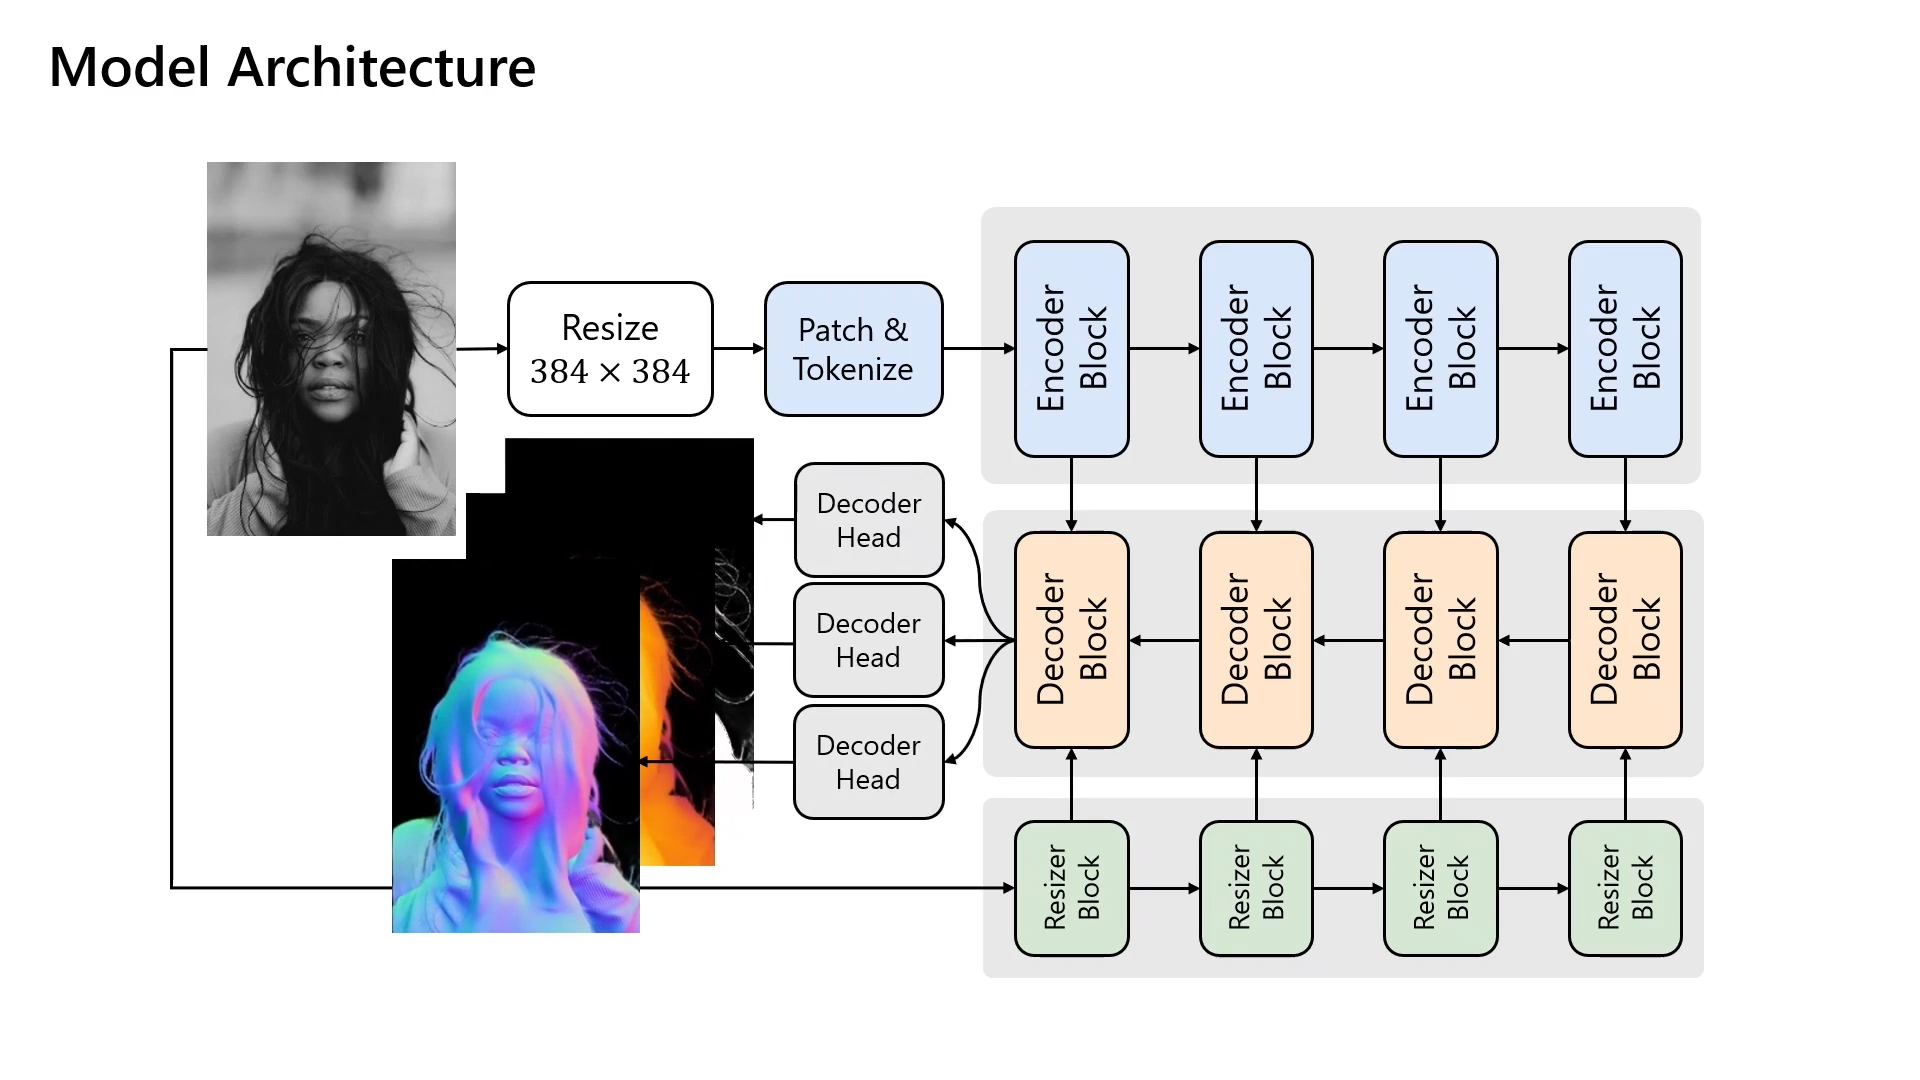 Model Architecture
Resize
384 × 384
Patch &
Tokenize
Encoder
Block
Encoder
Block
Encoder
Block
Encoder
Block
Decoder
Head
Decoder
Head
Decoder
Head
Decoder
Block
Decoder
Block
Decoder
Block
Decoder
Block
Resizer
Block
Resizer
Block
Resizer
Block
Resizer
Block